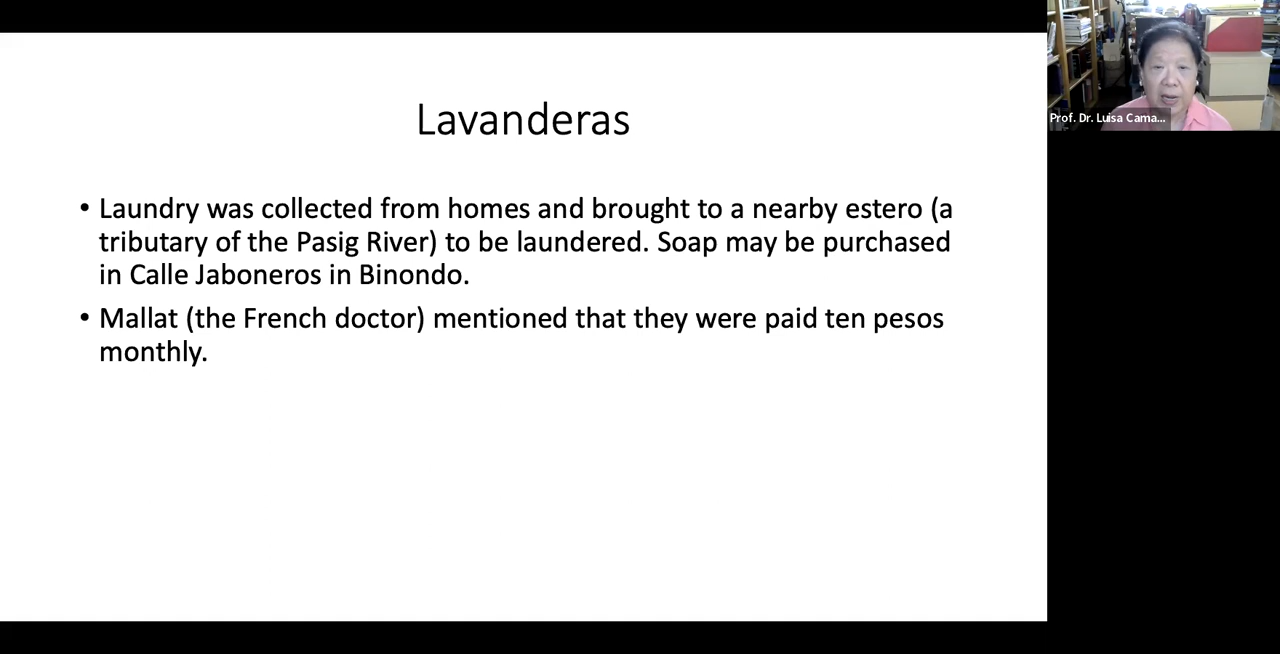 Lavanderas
• Laundry was collected from homes and brought to a nearby estero (a
tributary of the Pasig River) to be laundered. Soap may be purchased
in Calle Jaboneros in Binondo.
• Mallat (the French doctor) mentioned that they were paid ten pesos
monthly.
Prof. Dr. Luisa Cama...